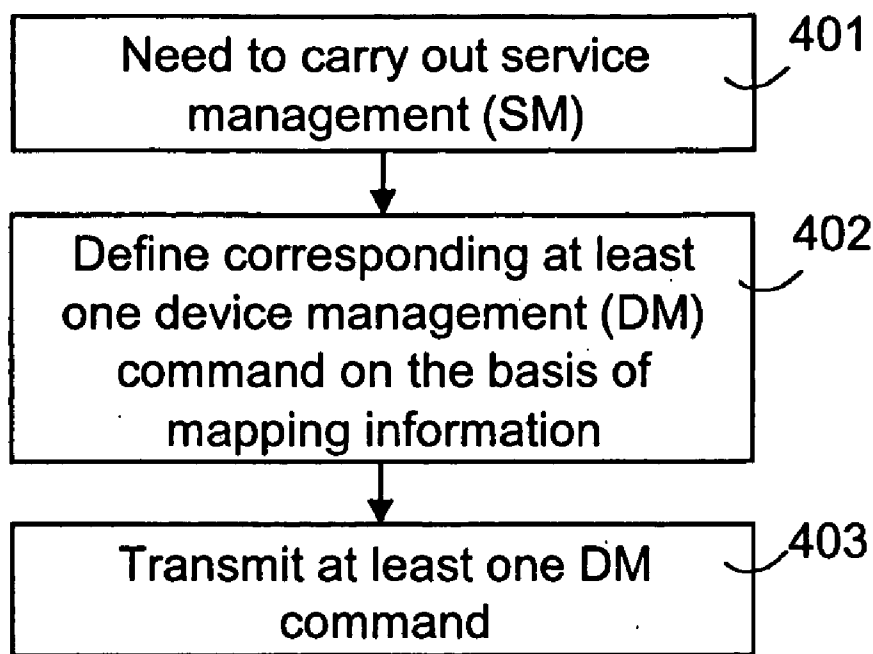 Need to carry out service
management (SM)
401
Define corresponding at least
one device management (DM)
command on the basis of
mapping information
402
Transmit at least one DM
command
403